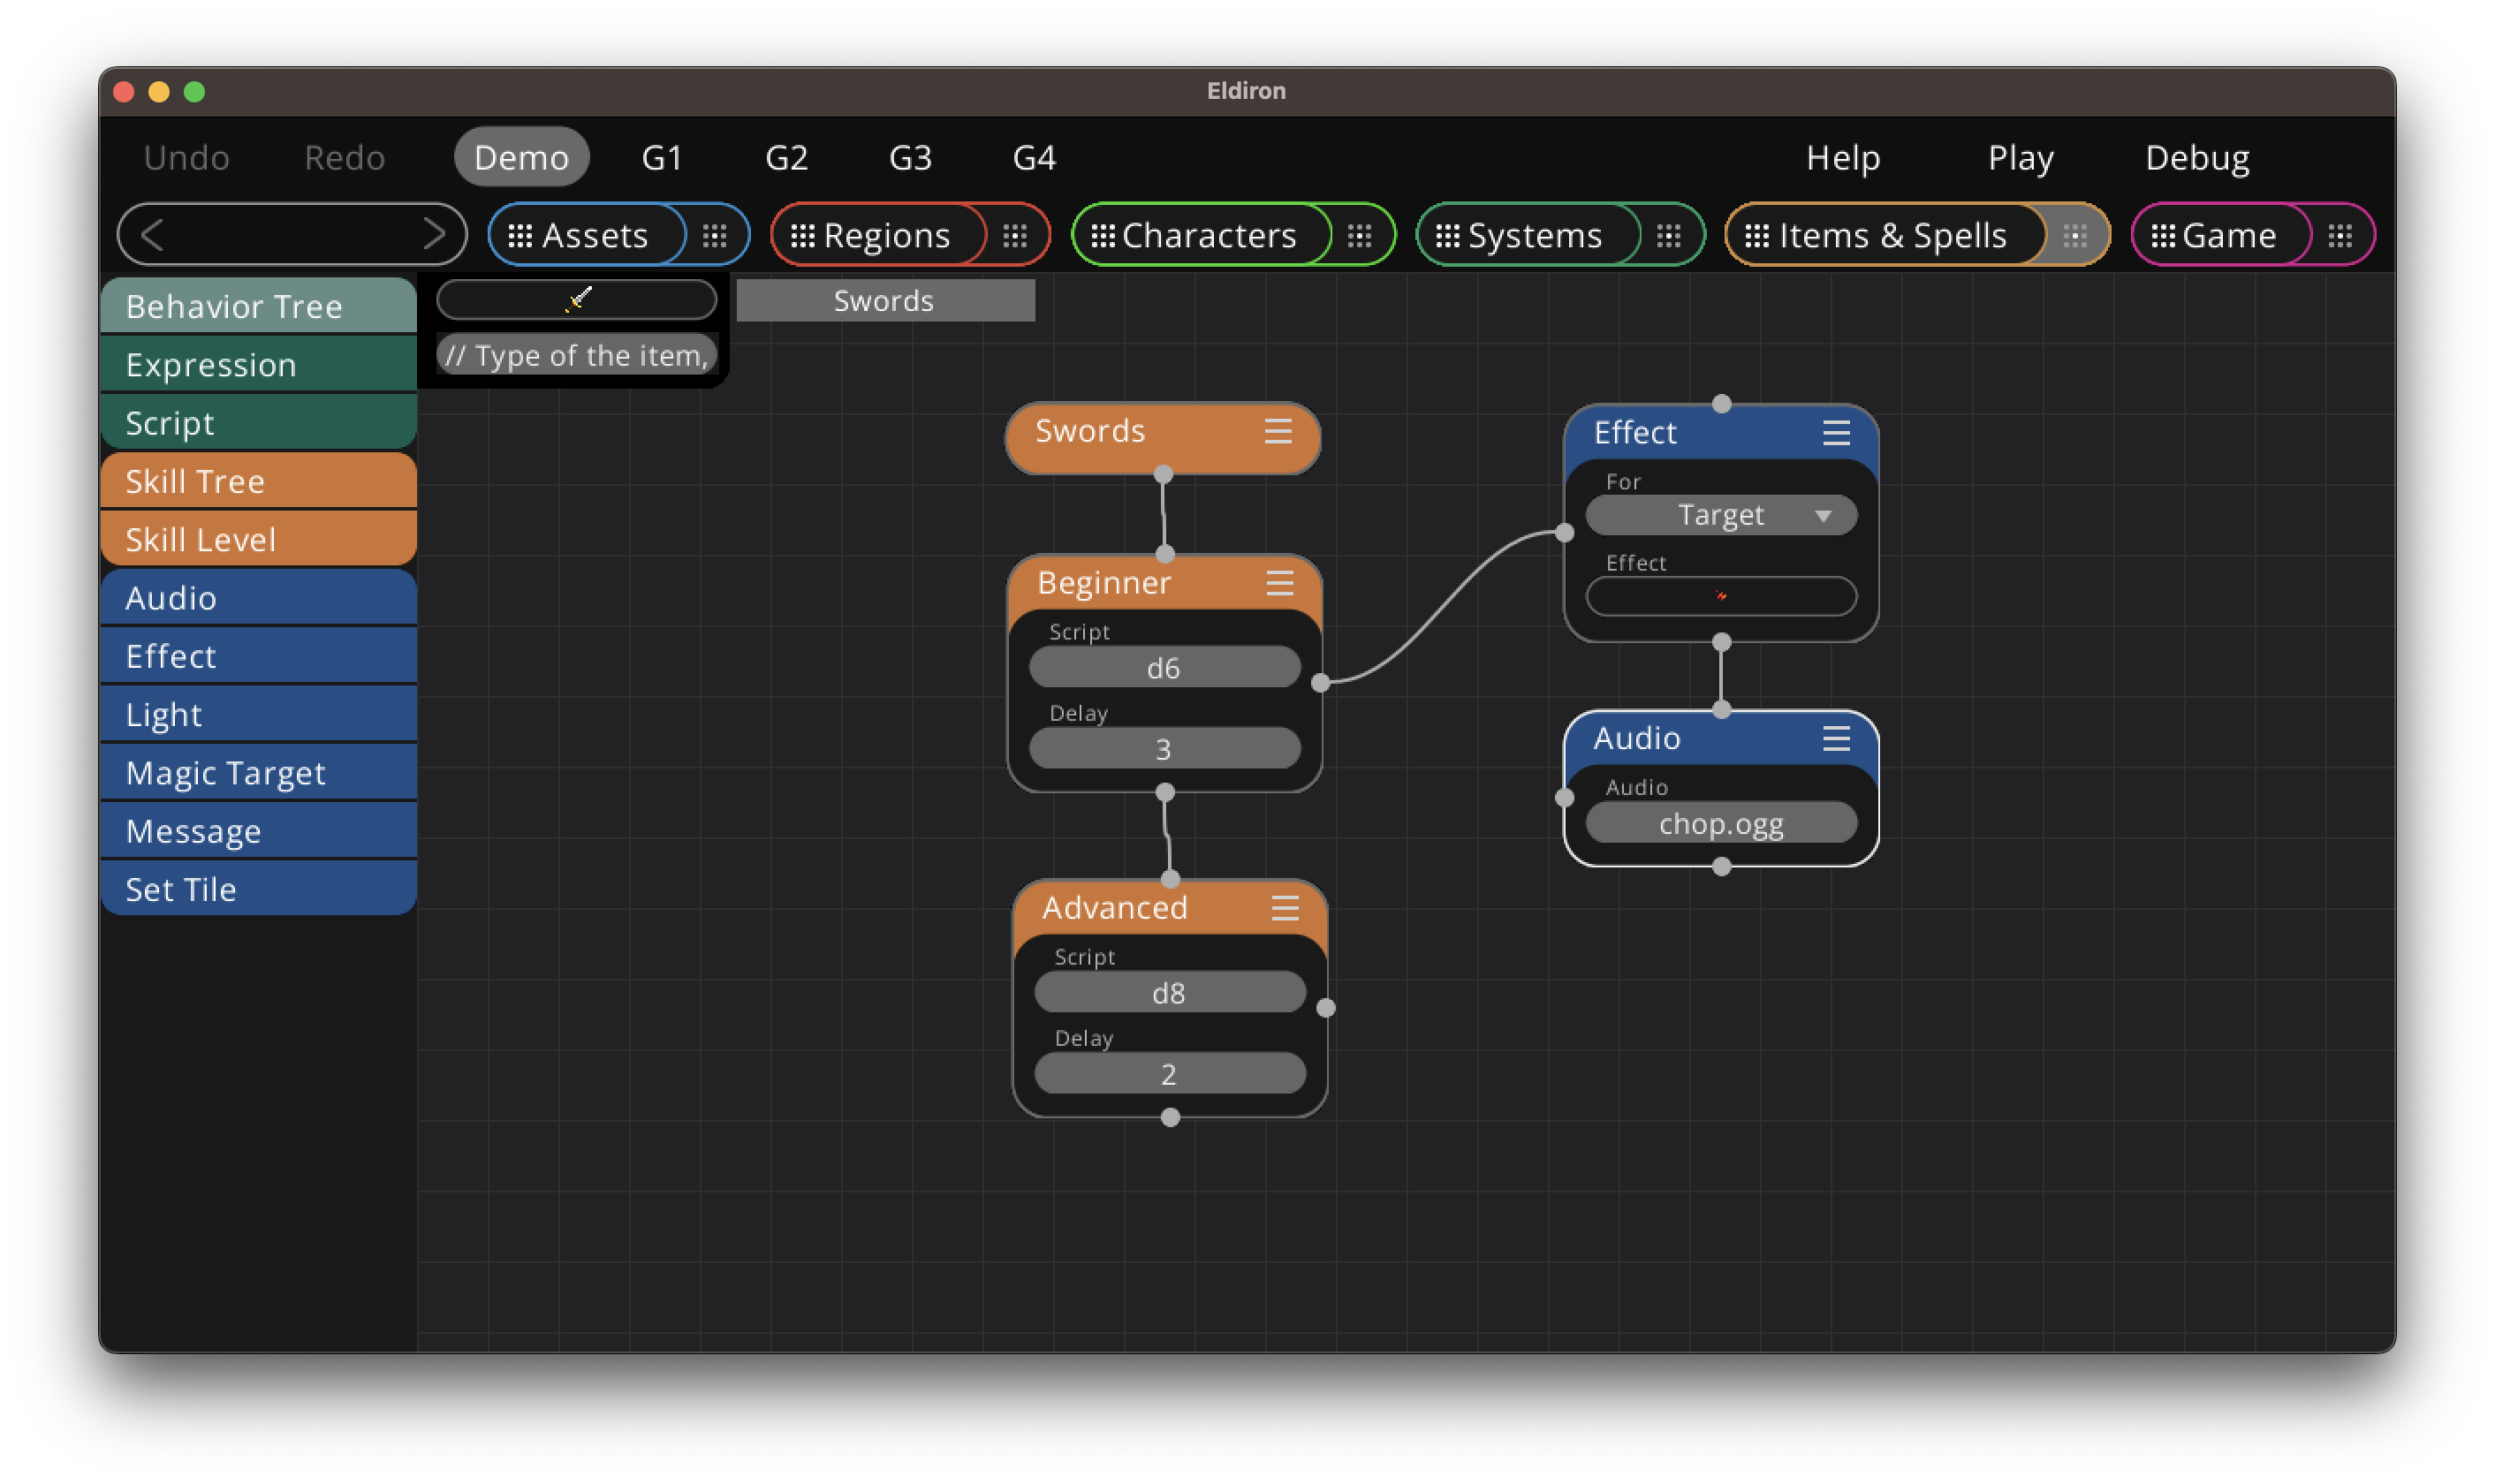 Eldiron
Undo Redo Demo G1 G2 G3 G4 Help Play Debug
Assets Regions Characters Systems Items & Spells Game
Behavior Tree
Expression
Script
Skill Tree
Skill Level
Audio
Effect
Light
Magic Target
Message
Set Tile
// Type of the item,
Swords
Swords
Beginner
Script
d6
Delay
3
Advanced
Script
d8
Delay
2
Effect
For
Target
Effect
Audio
Audio
chop.ogg